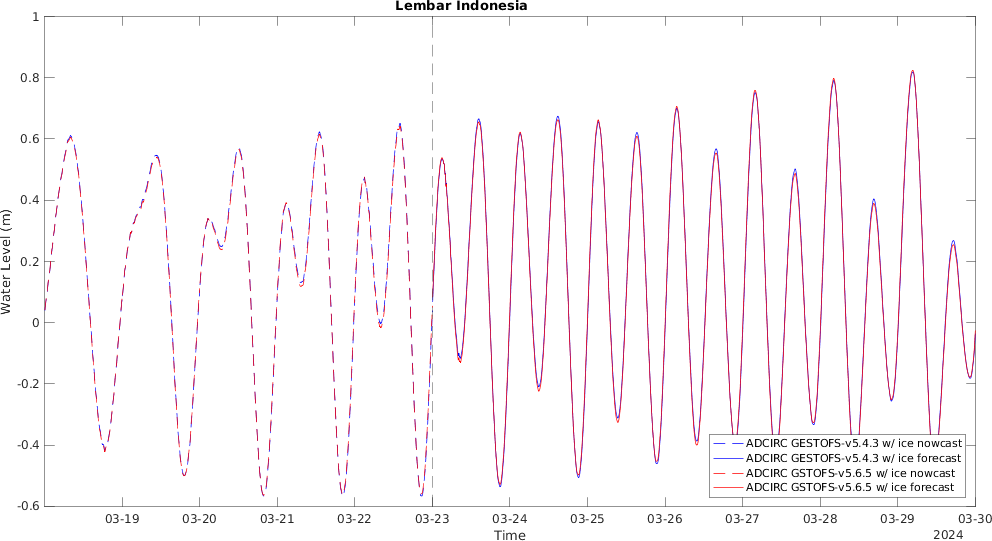 Lembar Indonesia
1
0.8
0.6
0.4
0.2
0
-0.2
-0.4
-0.6
Water Level (m)
ADCIRC GESTOFS-v5.4.3 w/ ice nowcast
ADCIRC GESTOFS-v5.4.3 w/ ice forecast
ADCIRC GSTOFS-v5.6.5 w/ ice nowcast
ADCIRC GSTOFS-v5.6.5 w/ ice forecast
03-19 03-20 03-21 03-22 03-23 03-24 03-25 03-26 03-27 03-28 03-29 03-30
Time
2024